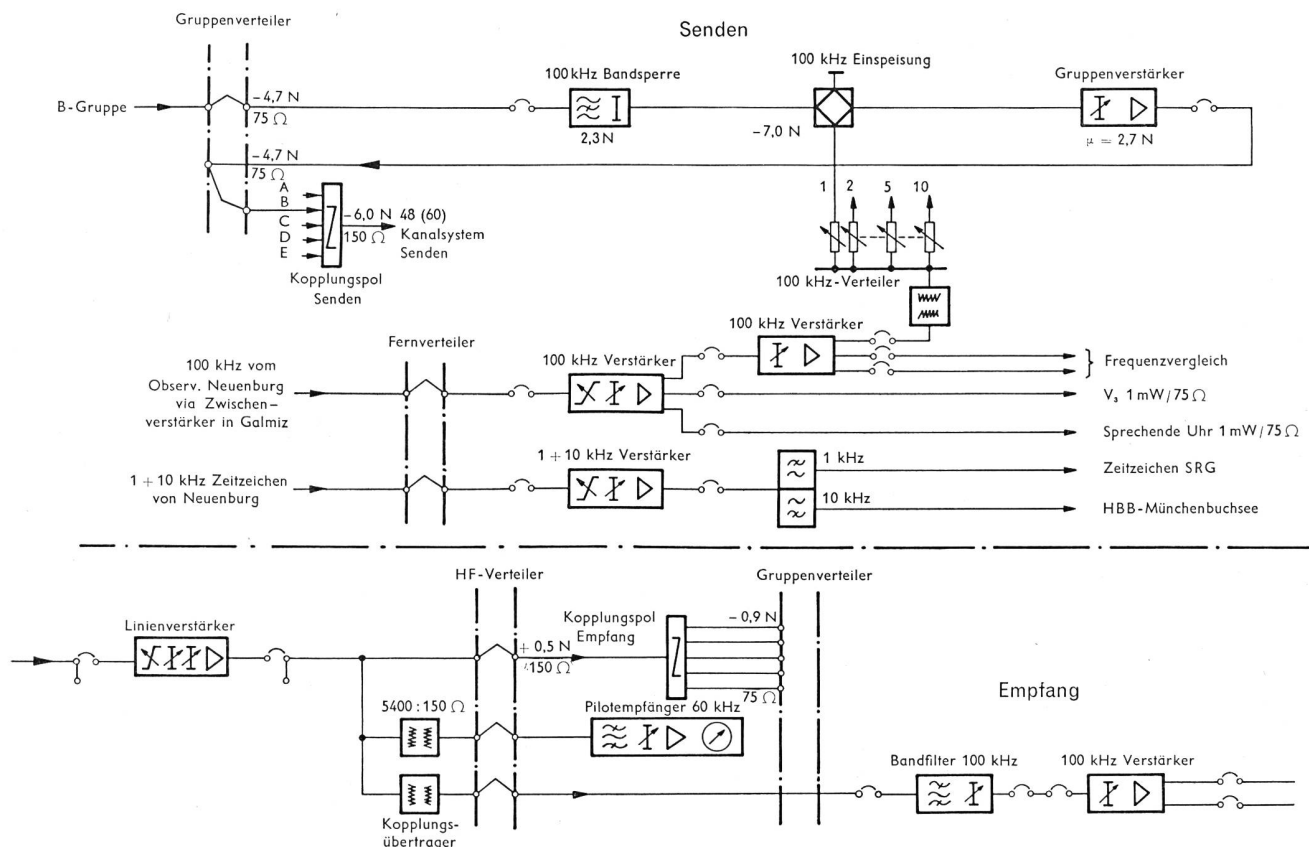 Gruppenverteiler
Senden
100 kHz Einspeisung
100 kHz Bandsperre
Gruppenverstärker
B-Gruppe
–4,7 N
75 Ω
2,3 N
–7,0 N
μ = 2,7 N
–4,7 N
75 Ω
A
B
C
D
E
–6,0 N
150 Ω
48 (60)
Kanalsystem
Senden
Kopplungspol
Senden
1 2 5 10
100 kHz-Verteiler
100 kHz Verstärker
Fernverteiler
100 kHz vom
Observ. Neuenburg
via Zwischen-
verstärker in Galmiz
100 kHz Verstärker
Frequenzvergleich
V₃ 1 mW/75 Ω
Sprechende Uhr 1 mW/75 Ω
1 + 10 kHz Verstärker
1 kHz
Zeitzeichen SRG
1 + 10 kHz Zeitzeichen
von Neuenburg
10 kHz
HBB-Münchenbuchsee
HF-Verteiler
Gruppenverteiler
Linienverstärker
Kopplungspol
Empfang
– 0,9 N
+ 0,5 N
150 Ω
75 Ω
Empfang
5400 : 150 Ω
Pilotempfänger 60 kHz
Bandfilter 100 kHz
100 kHz Verstärker
Kopplungs-
übertrager